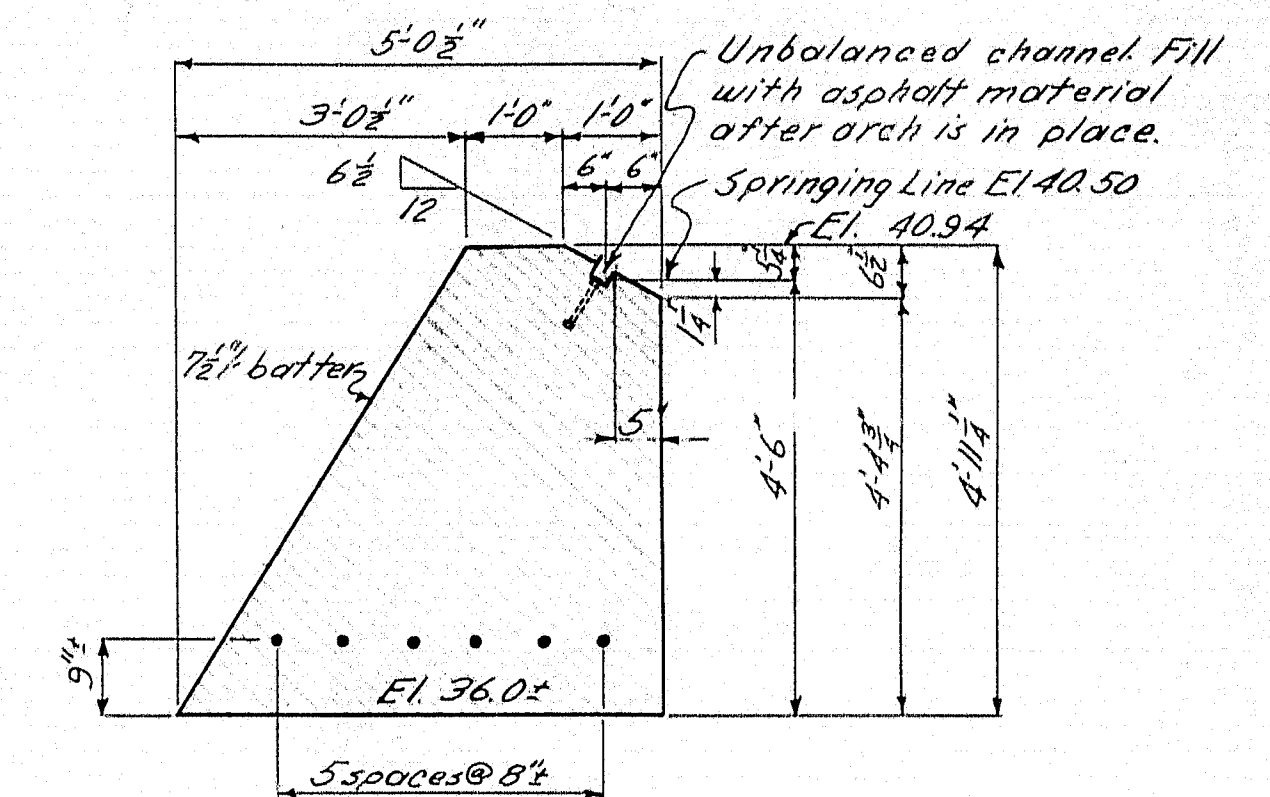 5'-0½"
Unbalanced channel. Fill
with asphalt material
after arch is in place.
3'-0½" 1'-0" 1'-0"
6" 6"
6½
12
Springing Line El 40.50
El. 40.94
5¼"
6½"
1¼"
7½":1' batter
5
4'-6"
4'-4¾"
4'-11¼"
9"±
El. 36.0±
5 spaces@ 8"±